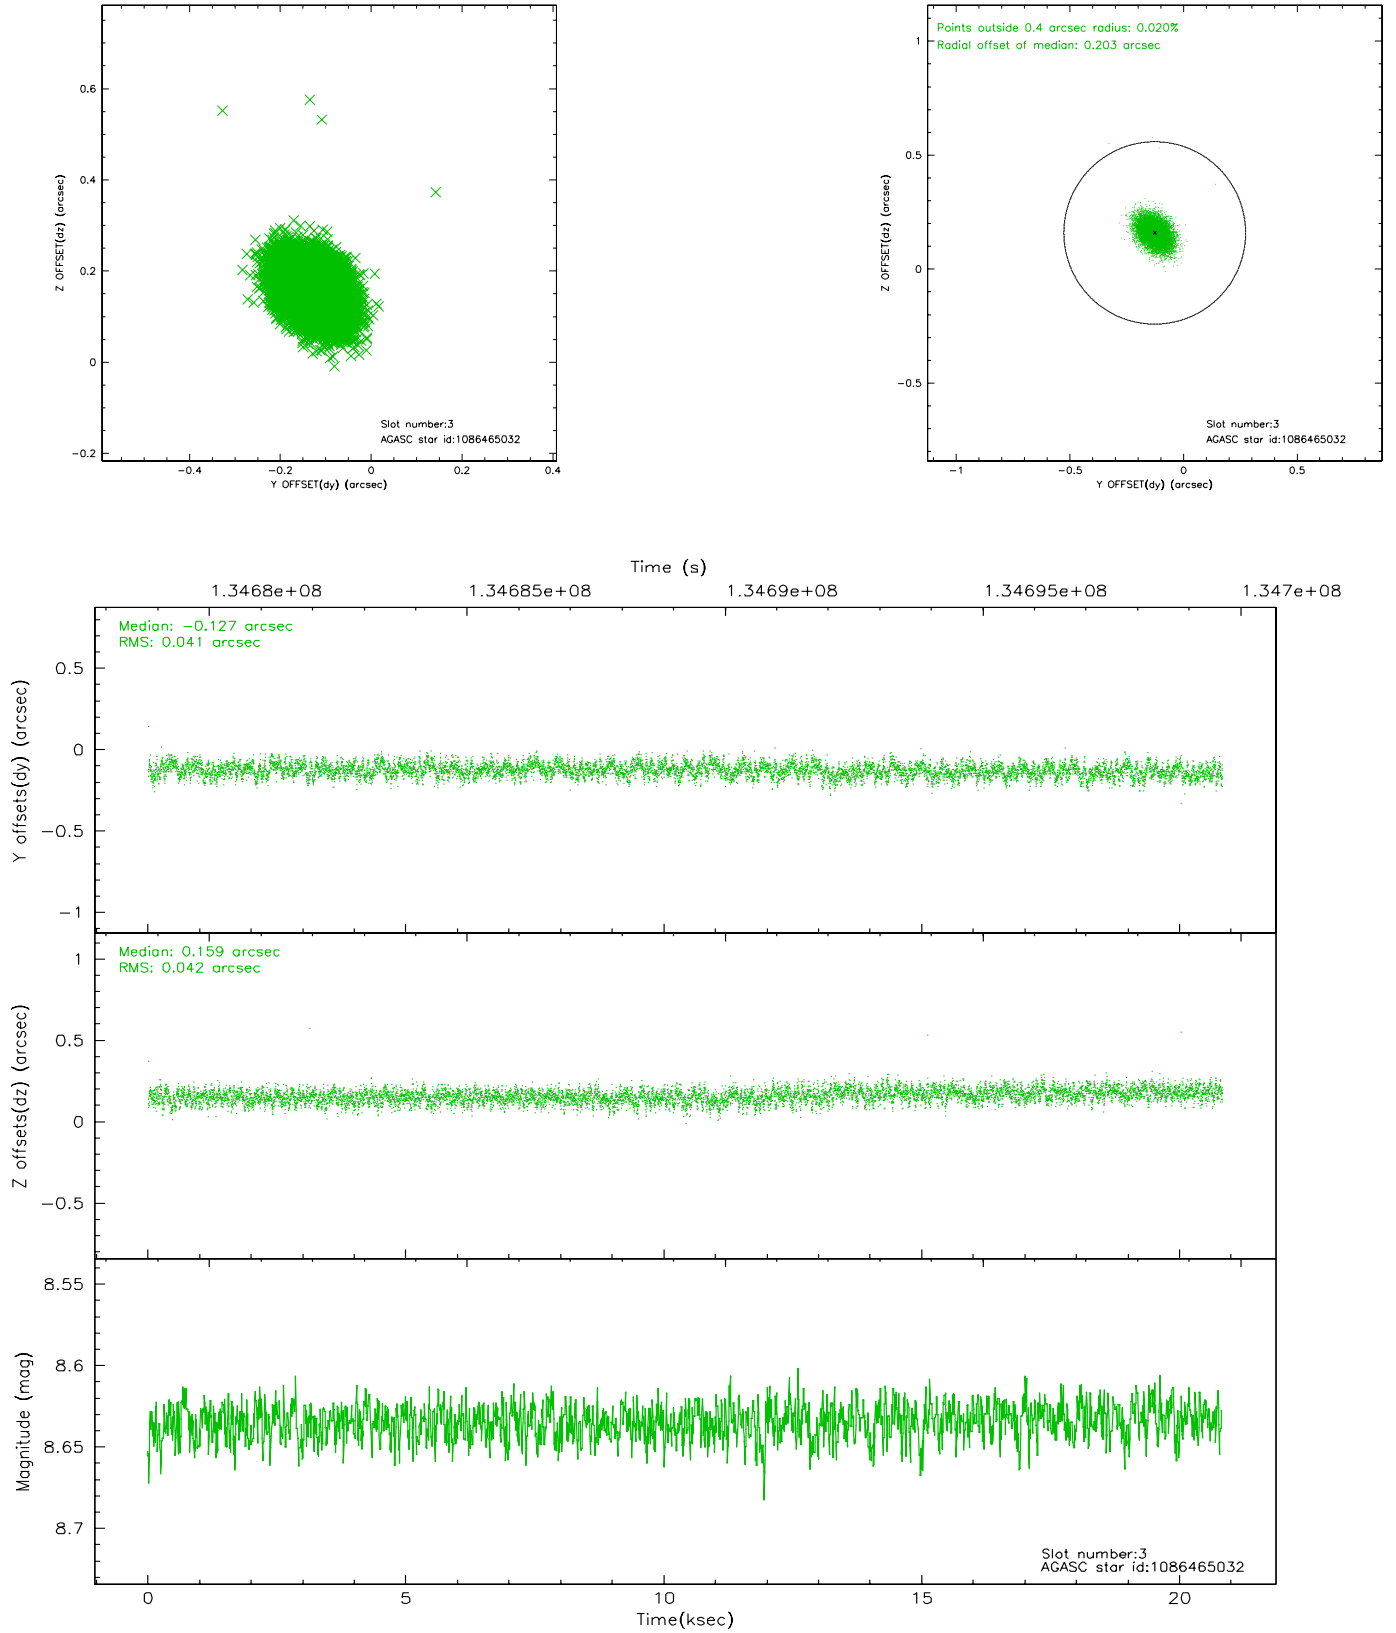 0.6
0.4
0.2
0
-0.2
Z OFFSET(dz) (arcsec)
Slot number:3
AGASC star id:1086465032
-0.4 -0.2 0 0.2 0.4
Y OFFSET(dy) (arcsec)
Points outside 0.4 arcsec radius: 0.020%
Radial offset of median: 0.203 arcsec
1
0.5
0
-0.5
Z OFFSET(dz) (arcsec)
Slot number:3
AGASC star id:1086465032
-1 -0.5 0 0.5
Y OFFSET(dy) (arcsec)
Time (s)
1.3468e+08 1.34685e+08 1.3469e+08 1.34695e+08 1.347e+08
Median: -0.127 arcsec
RMS: 0.041 arcsec
0.5
0
-0.5
-1
Y offsets(dy) (arcsec)
Median: 0.159 arcsec
RMS: 0.042 arcsec
1
0.5
0
-0.5
Z offsets(dz) (arcsec)
8.55
8.6
8.65
8.7
Magnitude (mag)
Slot number:3
AGASC star id:1086465032
0 5 10 15 20
Time(ksec)